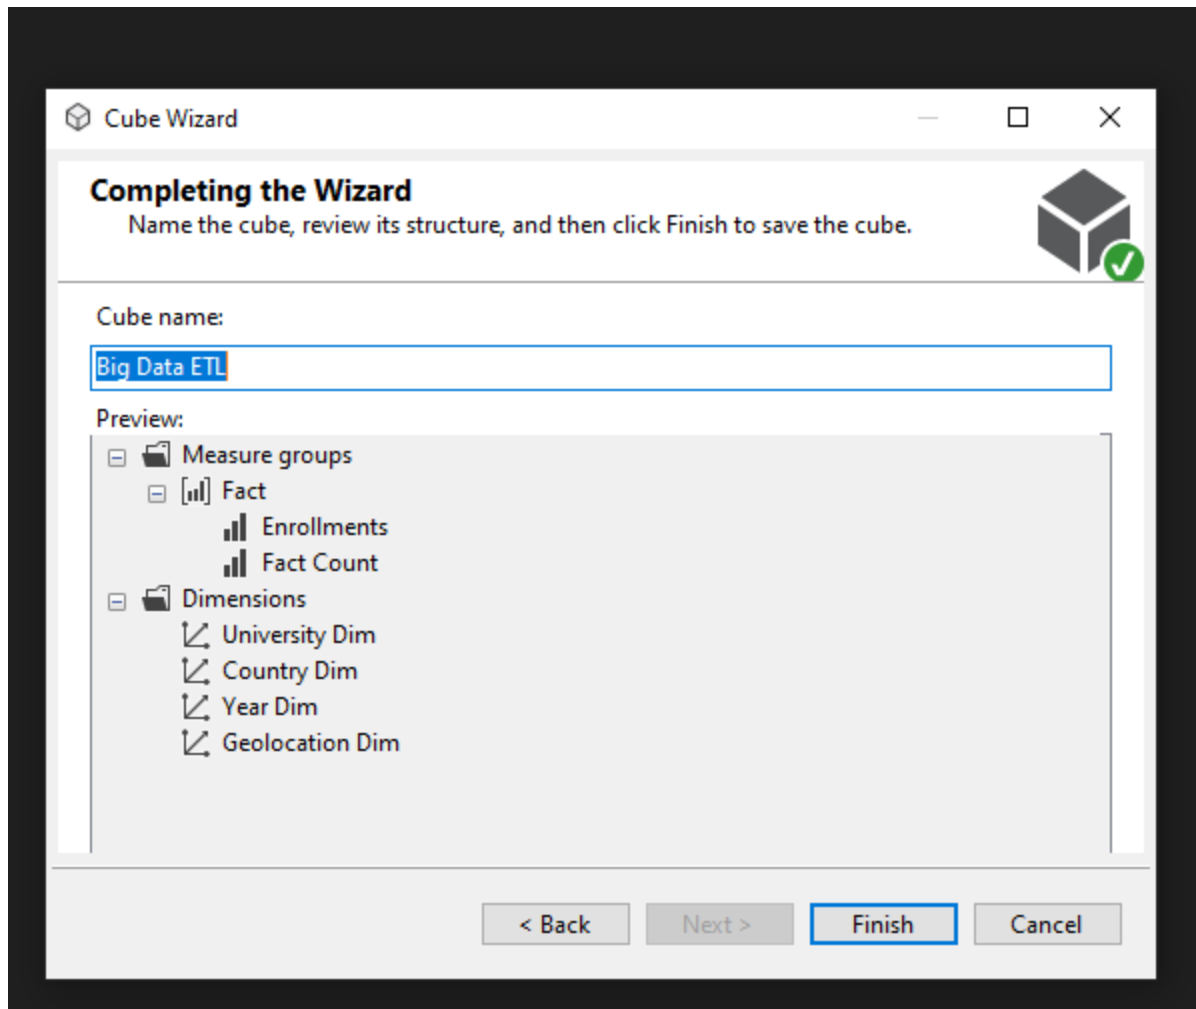 Cube Wizard
Completing the Wizard
Name the cube, review its structure, and then click Finish to save the cube.
Cube name:
Big Data ETL
Preview:
Measure groups
Fact
Enrollments
Fact Count
Dimensions
University Dim
Country Dim
Year Dim
Geolocation Dim
< Back Next > Finish Cancel